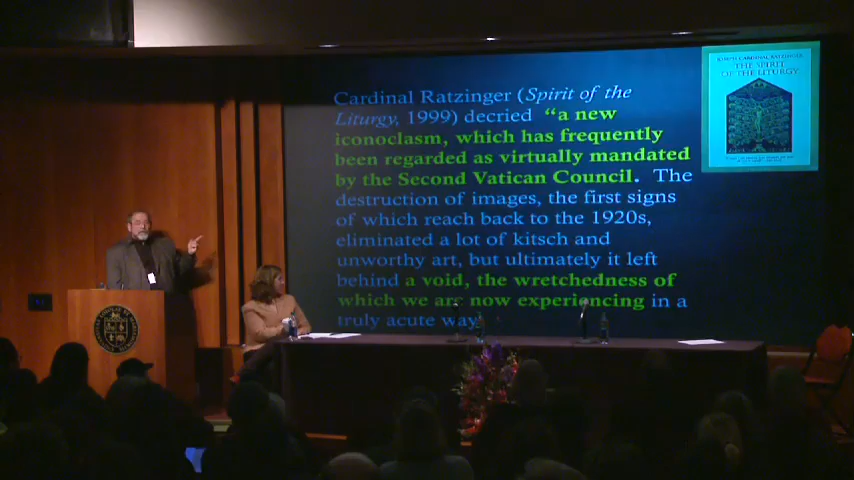 Cardinal Ratzinger (Spirit of the
Liturgy, 1999) decried “a new
iconoclasm, which has frequently
been regarded as virtually mandated
by the Second Vatican Council. The
destruction of images, the first signs
of which reach back to the 1920s,
eliminated a lot of kitsch and
unworthy art, but ultimately it left
behind a void, the wretchedness of
which we are now experiencing in a
truly acute way
JOSEPH CARDINAL RATZINGER
THE SPIRIT
OF THE LITURGY